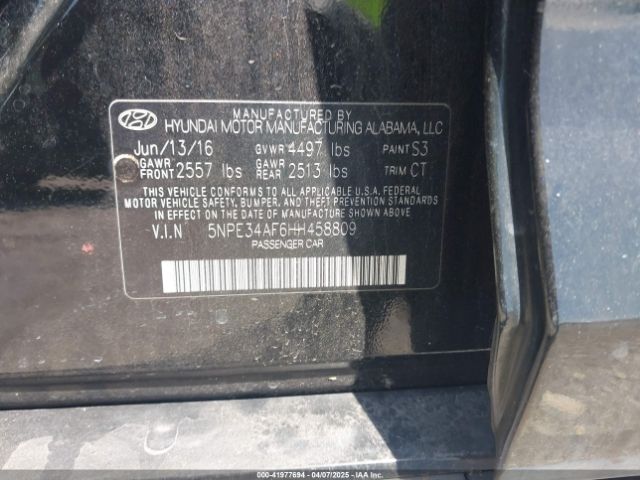 MANUFACTURED BY
HYUNDAI MOTOR MANUFACTURING ALABAMA, LLC
Jun/13/16 GVWR 4497 lbs PAINT S3
GAWR FRONT 2557 lbs GAWR REAR 2513 lbs TRIM CT
THIS VEHICLE CONFORMS TO ALL APPLICABLE U.S.A. FEDERAL
MOTOR VEHICLE SAFETY, BUMPER, AND THEFT PREVENTION STANDARDS
IN EFFECT ON THE DATE OF MANUFACTURE SHOWN ABOVE
V.I.N 5NPE34AF6HH458809
PASSENGER CAR
000-41977694 04/07/2025 IAA Inc.